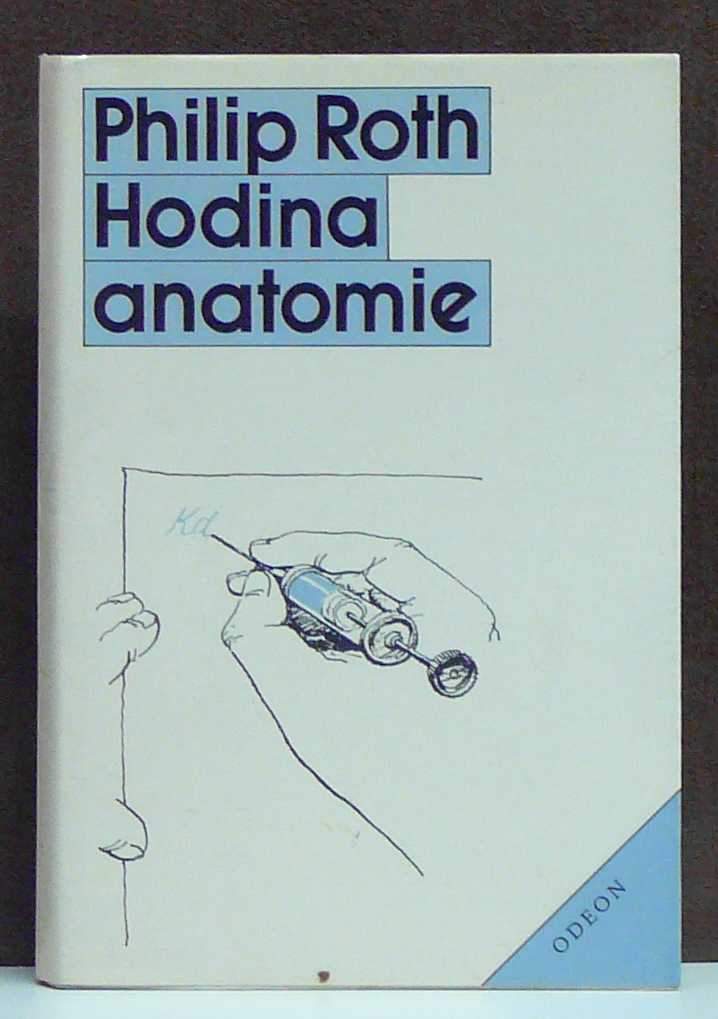 Philip Roth
Hodina
anatomie
Kd
ODEON